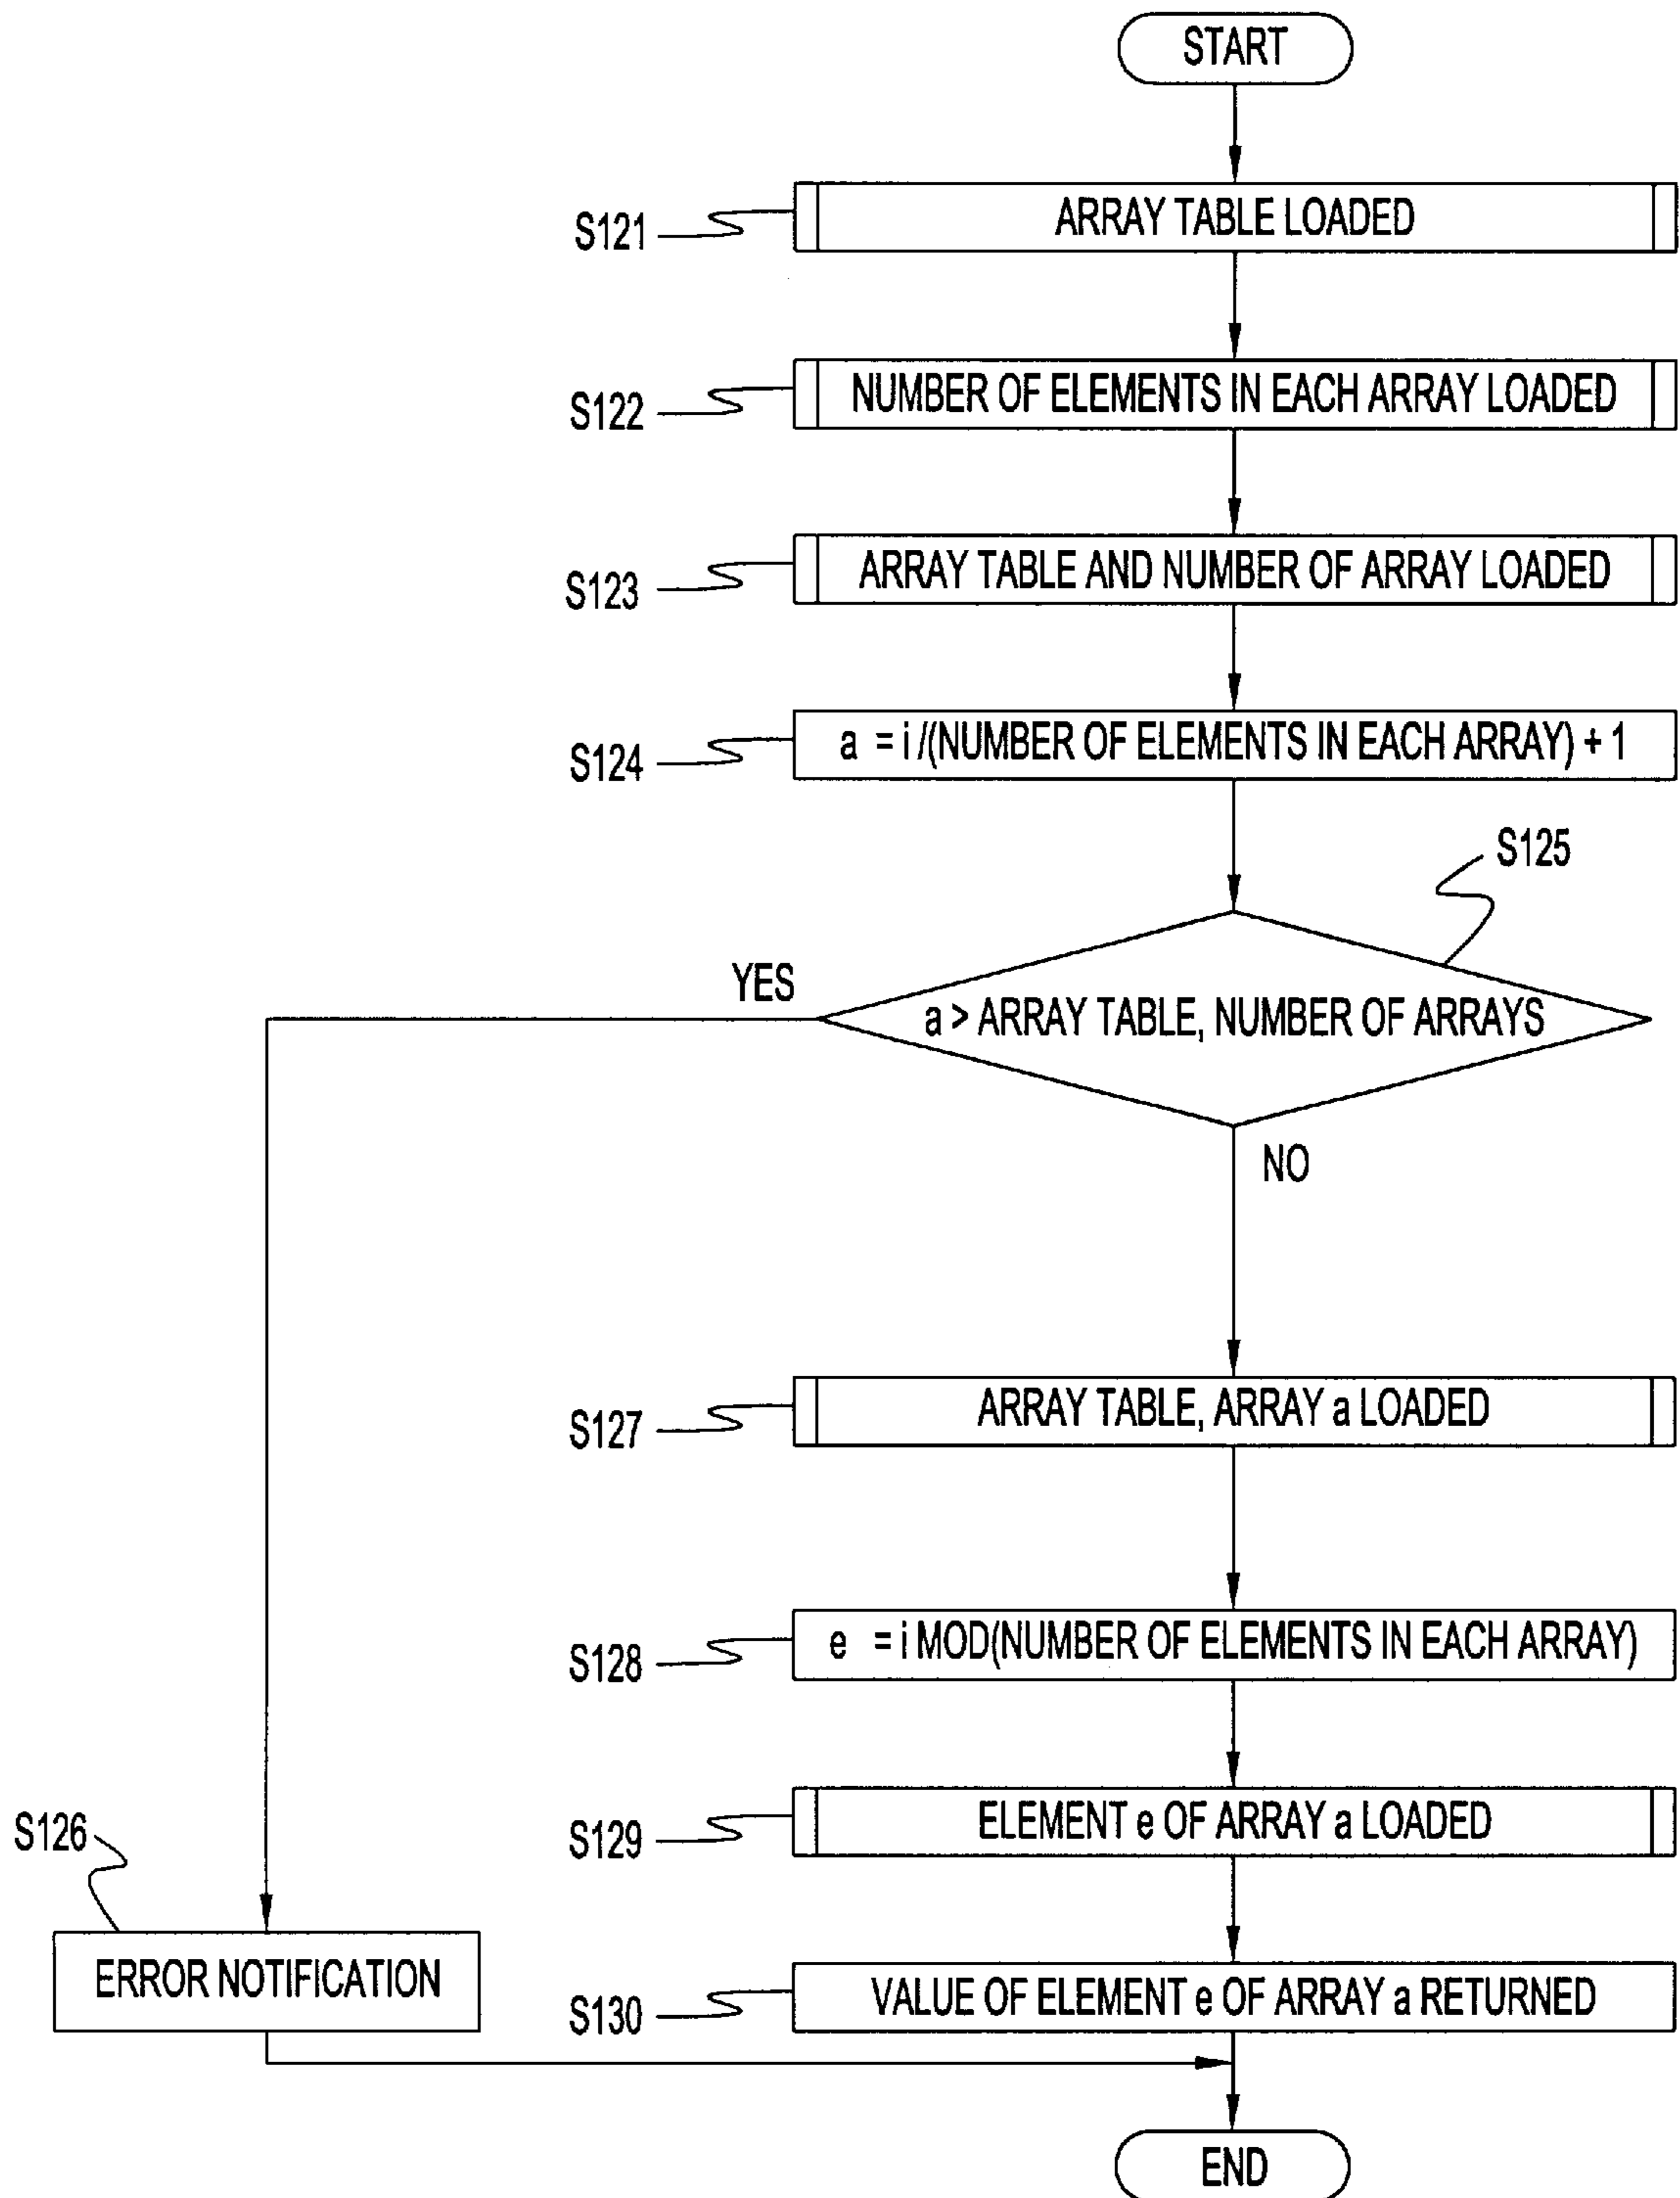 START
S121
ARRAY TABLE LOADED
S122
NUMBER OF ELEMENTS IN EACH ARRAY LOADED
S123
ARRAY TABLE AND NUMBER OF ARRAY LOADED
S124
a = i /(NUMBER OF ELEMENTS IN EACH ARRAY) + 1
S125
YES
a > ARRAY TABLE, NUMBER OF ARRAYS
NO
S127
ARRAY TABLE, ARRAY a LOADED
S128
e = i MOD(NUMBER OF ELEMENTS IN EACH ARRAY)
S129
ELEMENT e OF ARRAY a LOADED
S126
ERROR NOTIFICATION
S130
VALUE OF ELEMENT e OF ARRAY a RETURNED
END